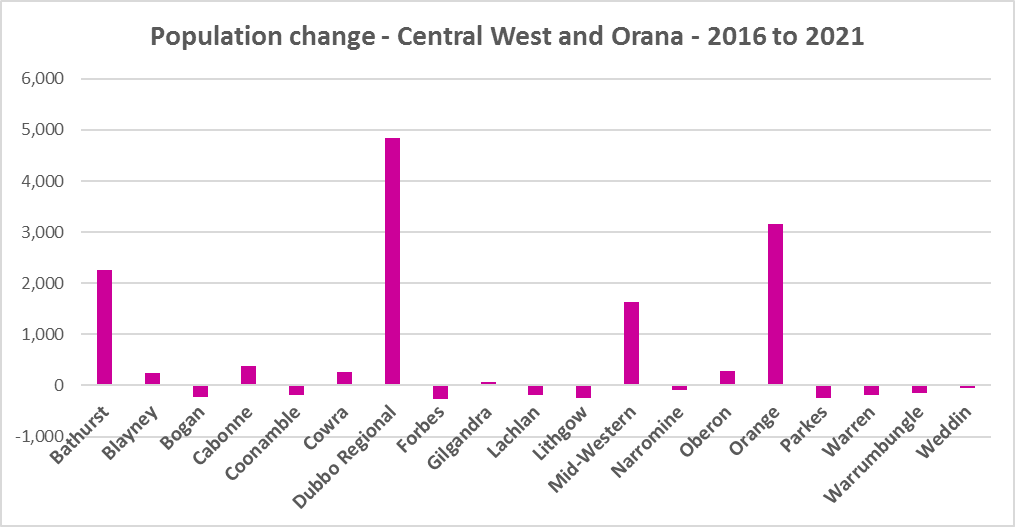 Population change - Central West and Orana - 2016 to 2021
6,000
5,000
4,000
3,000
2,000
1,000
0
-1,000
Bathurst
Blayney
Bogan
Cabonne
Coonamble
Cowra
Dubbo Regional
Forbes
Gilgandra
Lachlan
Lithgow
Mid-Western
Narromine
Oberon
Orange
Parkes
Warren
Warrumbungle
Weddin